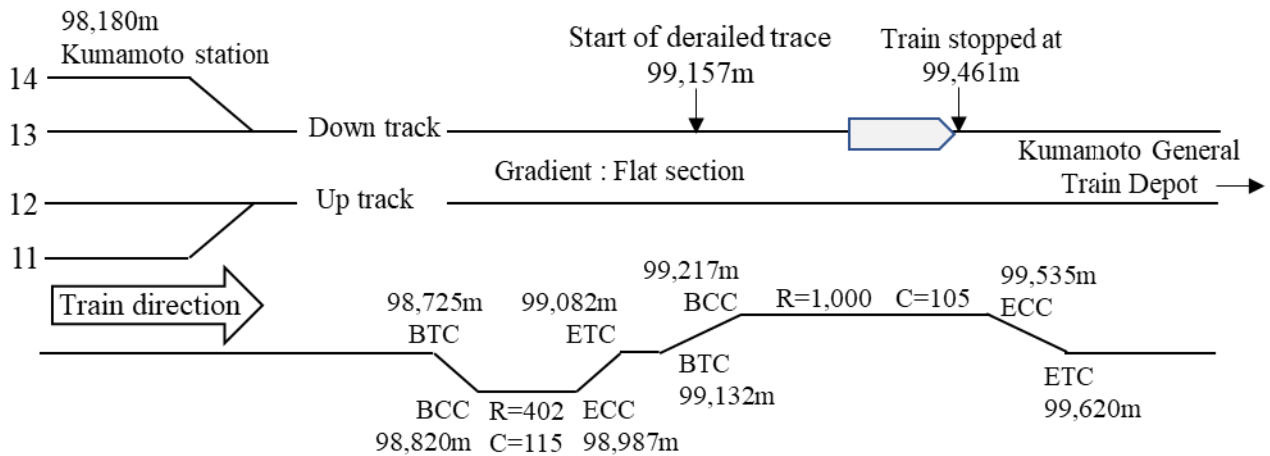 98,180m
Kumamoto station
Start of derailed trace
99,157m
Train stopped at
99,461m
14
13
Down track
Gradient : Flat section
Kumamoto General
Train Depot
12
Up track
11
Train direction
98,725m
BTC
99,082m
ETC
99,217m
BCC
R=1,000 C=105
99,535m
ECC
BCC R=402 ECC
98,820m C=115 98,987m
BTC
99,132m
ETC
99,620m